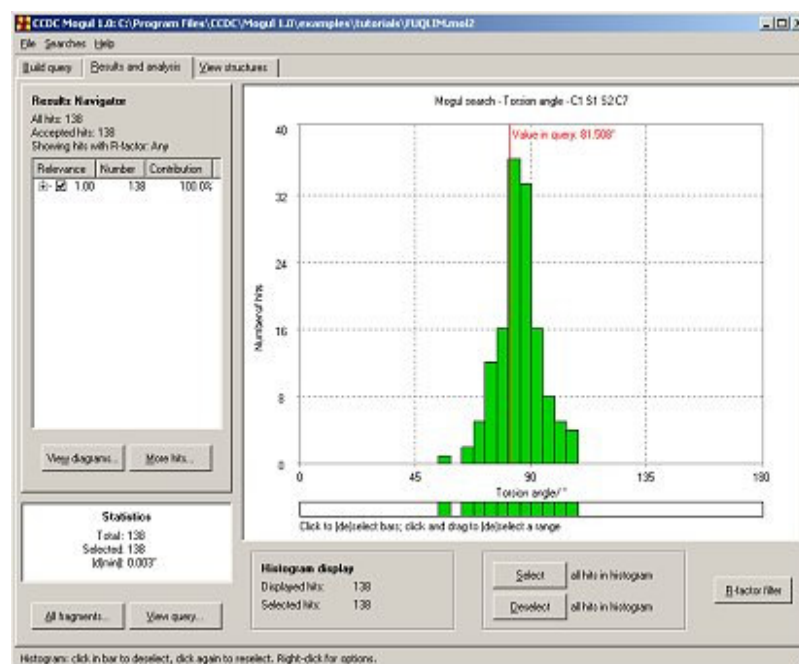 CCDC Mogul 1.0: C:\Program Files\CCDC\Mogul 1.0\examples\tutorials\FUQLIM.mol2
File Searches Help
Build query Results and analysis View structures
Results Navigator
All hits: 138
Accepted hits: 138
Showing hits with R-factor: Any
Relevance Number Contribution
1.00 138 100.0%
View diagrams... More hits...
Statistics
Total: 138
Selected: 138
|d(min)|: 0.003°
All fragments... View query...
Mogul search - Torsion angle - C1 S1 S2 C7
Value in query: 81.508°
Number of hits
40
32
24
16
8
0
0 45 90 135 180
Torsion angle/°
Click to (de)select bars; click and drag to (de)select a range
Histogram display
Displayed hits: 138
Selected hits: 138
Select all hits in histogram
Deselect all hits in histogram
R-factor filter
Histogram: click in bar to deselect, click again to reselect. Right-click for options.